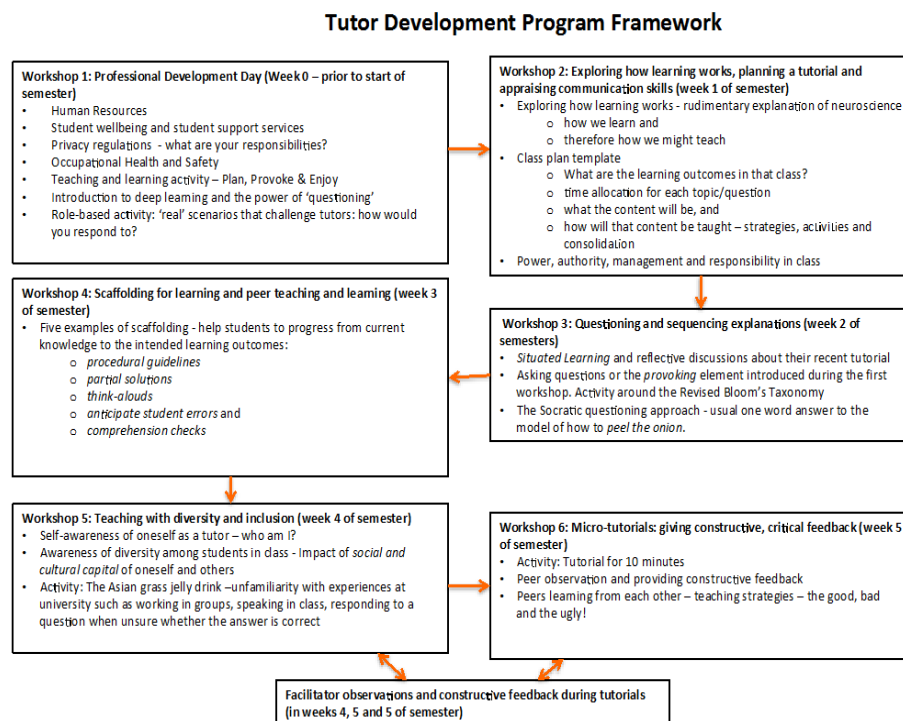 Tutor Development Program Framework
Workshop 1: Professional Development Day (Week 0 – prior to start of
semester)
• Human Resources
• Student wellbeing and student support services
• Privacy regulations - what are your responsibilities?
• Occupational Health and Safety
• Teaching and learning activity – Plan, Provoke & Enjoy
• Introduction to deep learning and the power of ‘questioning’
• Role-based activity: ‘real’ scenarios that challenge tutors: how would
you respond to?
Workshop 2: Exploring how learning works, planning a tutorial and
appraising communication skills (week 1 of semester)
• Exploring how learning works - rudimentary explanation of neuroscience
o how we learn and
o therefore how we might teach
• Class plan template
o What are the learning outcomes in that class?
o time allocation for each topic/question
o what the content will be, and
o how will that content be taught – strategies, activities and
consolidation
• Power, authority, management and responsibility in class
Workshop 3: Questioning and sequencing explanations (week 2 of
semesters)
• Situated Learning and reflective discussions about their recent tutorial
• Asking questions or the provoking element introduced during the first
workshop. Activity around the Revised Bloom’s Taxonomy
• The Socratic questioning approach - usual one word answer to the
model of how to peel the onion.
Workshop 4: Scaffolding for learning and peer teaching and learning (week 3
of semester)
• Five examples of scaffolding - help students to progress from current
knowledge to the intended learning outcomes:
o procedural guidelines
o partial solutions
o think-alouds
o anticipate student errors and
o comprehension checks
Workshop 5: Teaching with diversity and inclusion (week 4 of semester)
• Self-awareness of oneself as a tutor – who am I?
• Awareness of diversity among students in class - Impact of social and
cultural capital of oneself and others
• Activity: The Asian grass jelly drink –unfamiliarity with experiences at
university such as working in groups, speaking in class, responding to a
question when unsure whether the answer is correct
Workshop 6: Micro-tutorials: giving constructive, critical feedback (week 5
of semester)
• Activity: Tutorial for 10 minutes
• Peer observation and providing constructive feedback
• Peers learning from each other – teaching strategies – the good, bad
and the ugly!
Facilitator observations and constructive feedback during tutorials
(in weeks 4, 5 and 5 of semester)